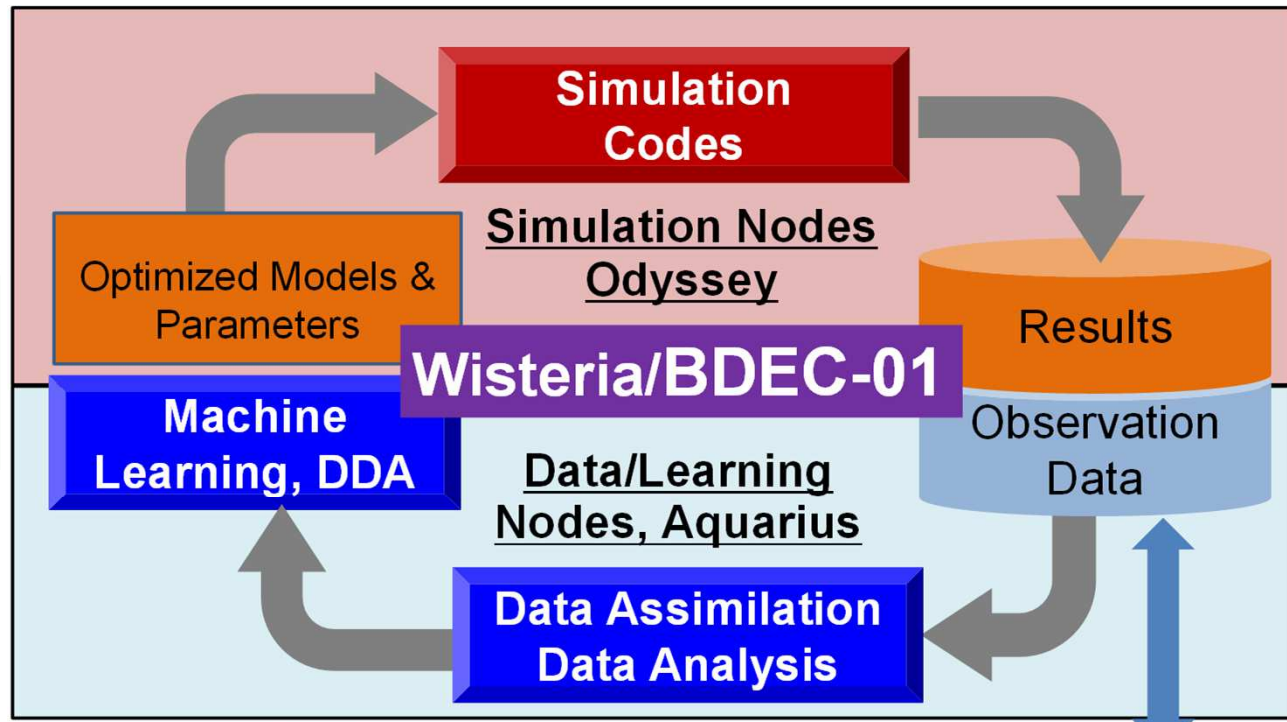 Simulation
Codes
Simulation Nodes
Odyssey
Optimized Models &
Parameters
Results
Wisteria/BDEC-01
Machine
Learning, DDA
Observation
Data
Data/Learning
Nodes, Aquarius
Data Assimilation
Data Analysis